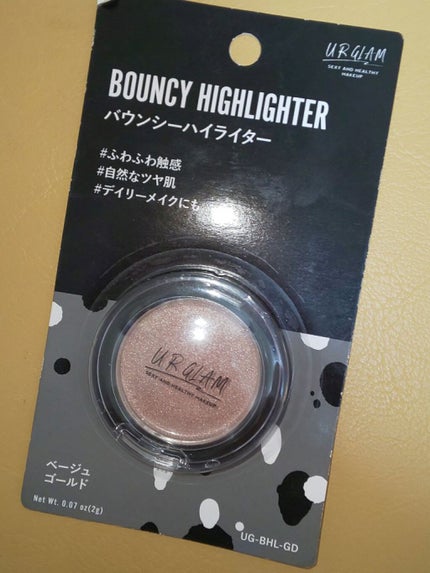 URGLAM
SEXY AND HEALTHY
MAKEUP
BOUNCY HIGHLIGHTER
バウンシーハイライター
#ふわふわ触感
#自然なツヤ肌
#デイリーメイクにも
URGLAM
SEXY AND HEALTHY MAKEUP
ベージュ
ゴールド
Net Wt. 0.07 oz(2g)
UG-BHL-GD